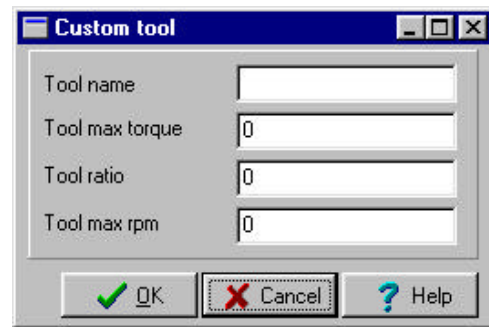 Custom tool
Tool name
Tool max torque 0
Tool ratio 0
Tool max rpm 0
OK Cancel Help